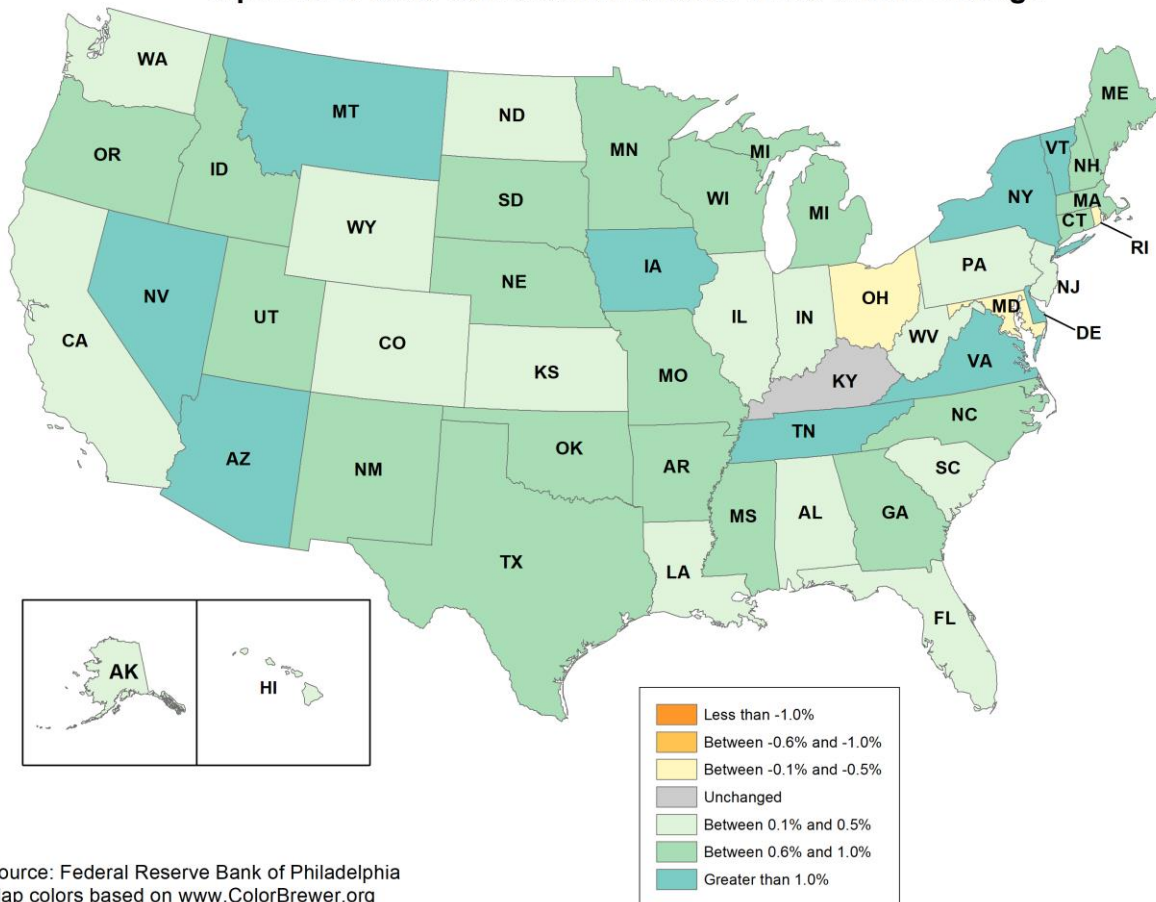 WA
MT
ND
MN
ME
OR
ID
SD
WI
MI
MI
VT
NH
NY
MA
CT
RI
WY
IA
NE
PA
NJ
NV
UT
CA
CO
IL
IN
OH
MD
DE
WV
KS
MO
KY
VA
AZ
NM
OK
AR
TN
NC
SC
TX
LA
MS
AL
GA
FL
AK
HI
Less than -1.0%
Between -0.6% and -1.0%
Between -0.1% and -0.5%
Unchanged
Between 0.1% and 0.5%
Between 0.6% and 1.0%
Greater than 1.0%
ource: Federal Reserve Bank of Philadelphia
ap colors based on www.ColorBrewer.org